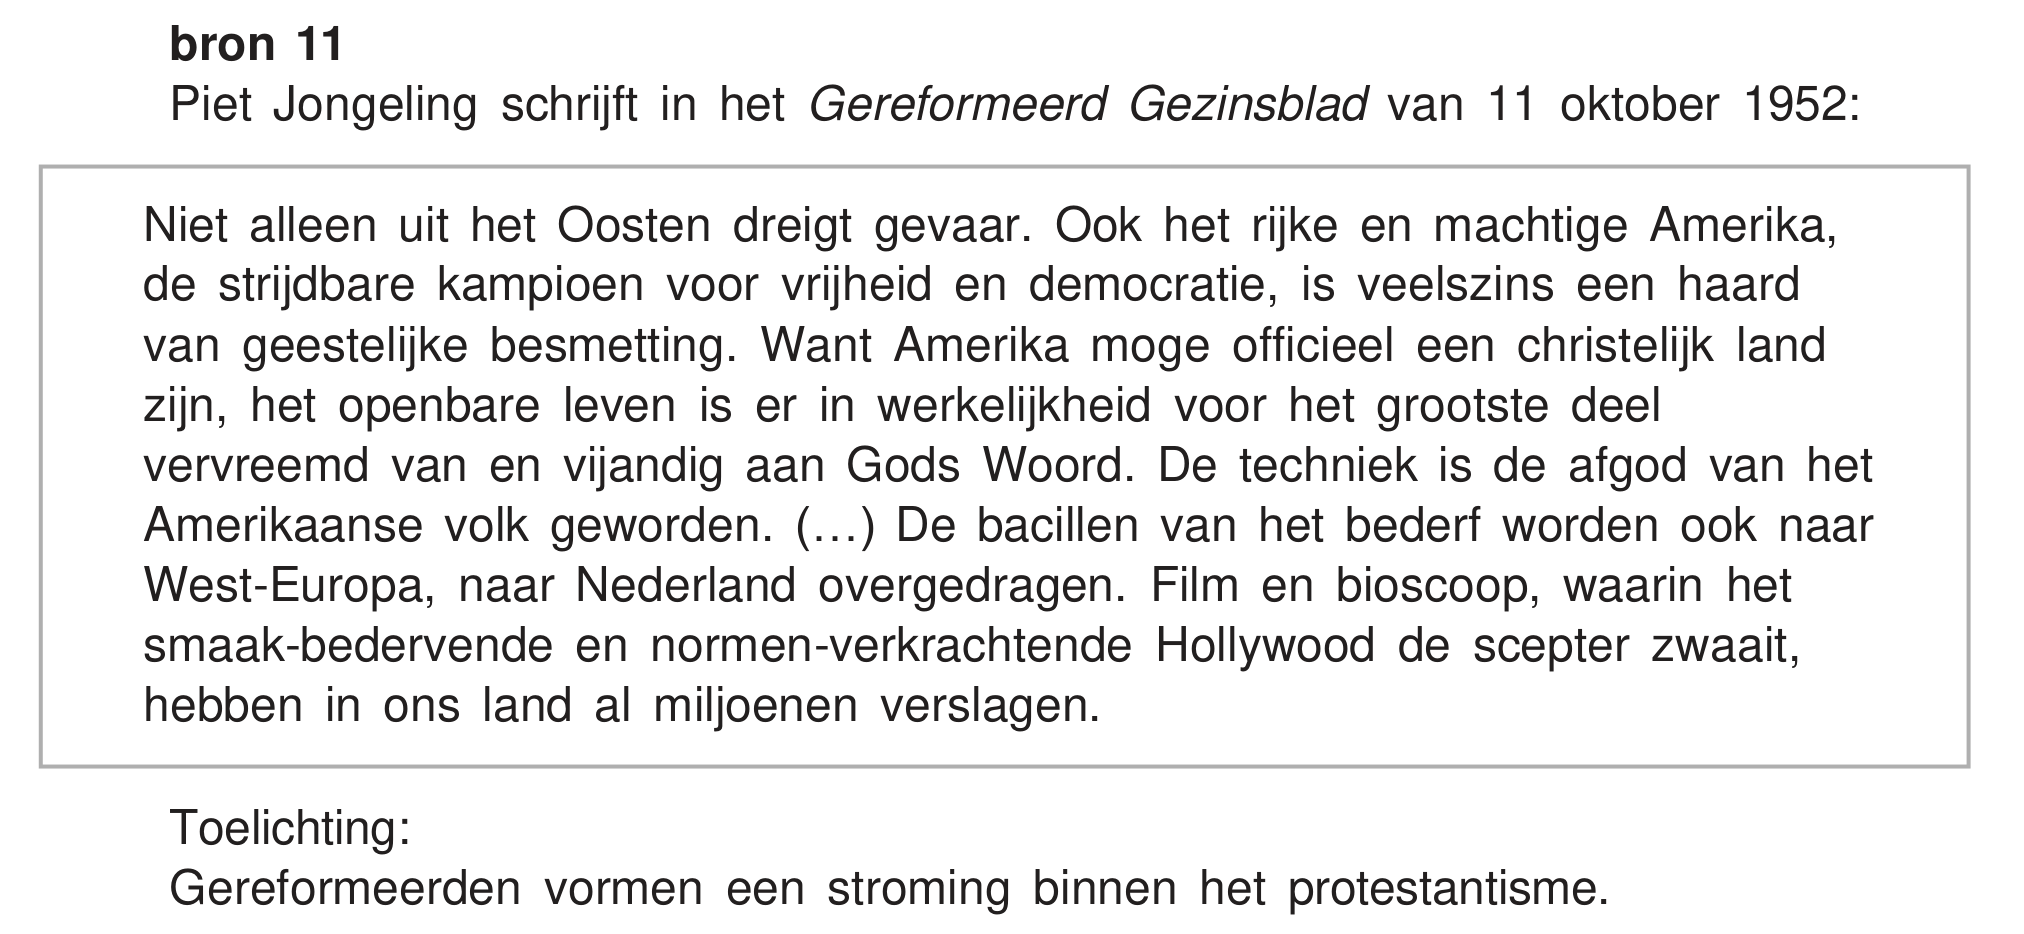 bron 11
Piet Jongeling schrijft in het Gereformeerd Gezinsblad van 11 oktober 1952:
Niet alleen uit het Oosten dreigt gevaar. Ook het rijke en machtige Amerika,
de strijdbare kampioen voor vrijheid en democratie, is veelszins een haard
van geestelijke besmetting. Want Amerika moge officieel een christelijk land
zijn, het openbare leven is er in werkelijkheid voor het grootste deel
vervreemd van en vijandig aan Gods Woord. De techniek is de afgod van het
Amerikaanse volk geworden. (…) De bacillen van het bederf worden ook naar
West-Europa, naar Nederland overgedragen. Film en bioscoop, waarin het
smaak-bedervende en normen-verkrachtende Hollywood de scepter zwaait,
hebben in ons land al miljoenen verslagen.
Toelichting:
Gereformeerden vormen een stroming binnen het protestantisme.